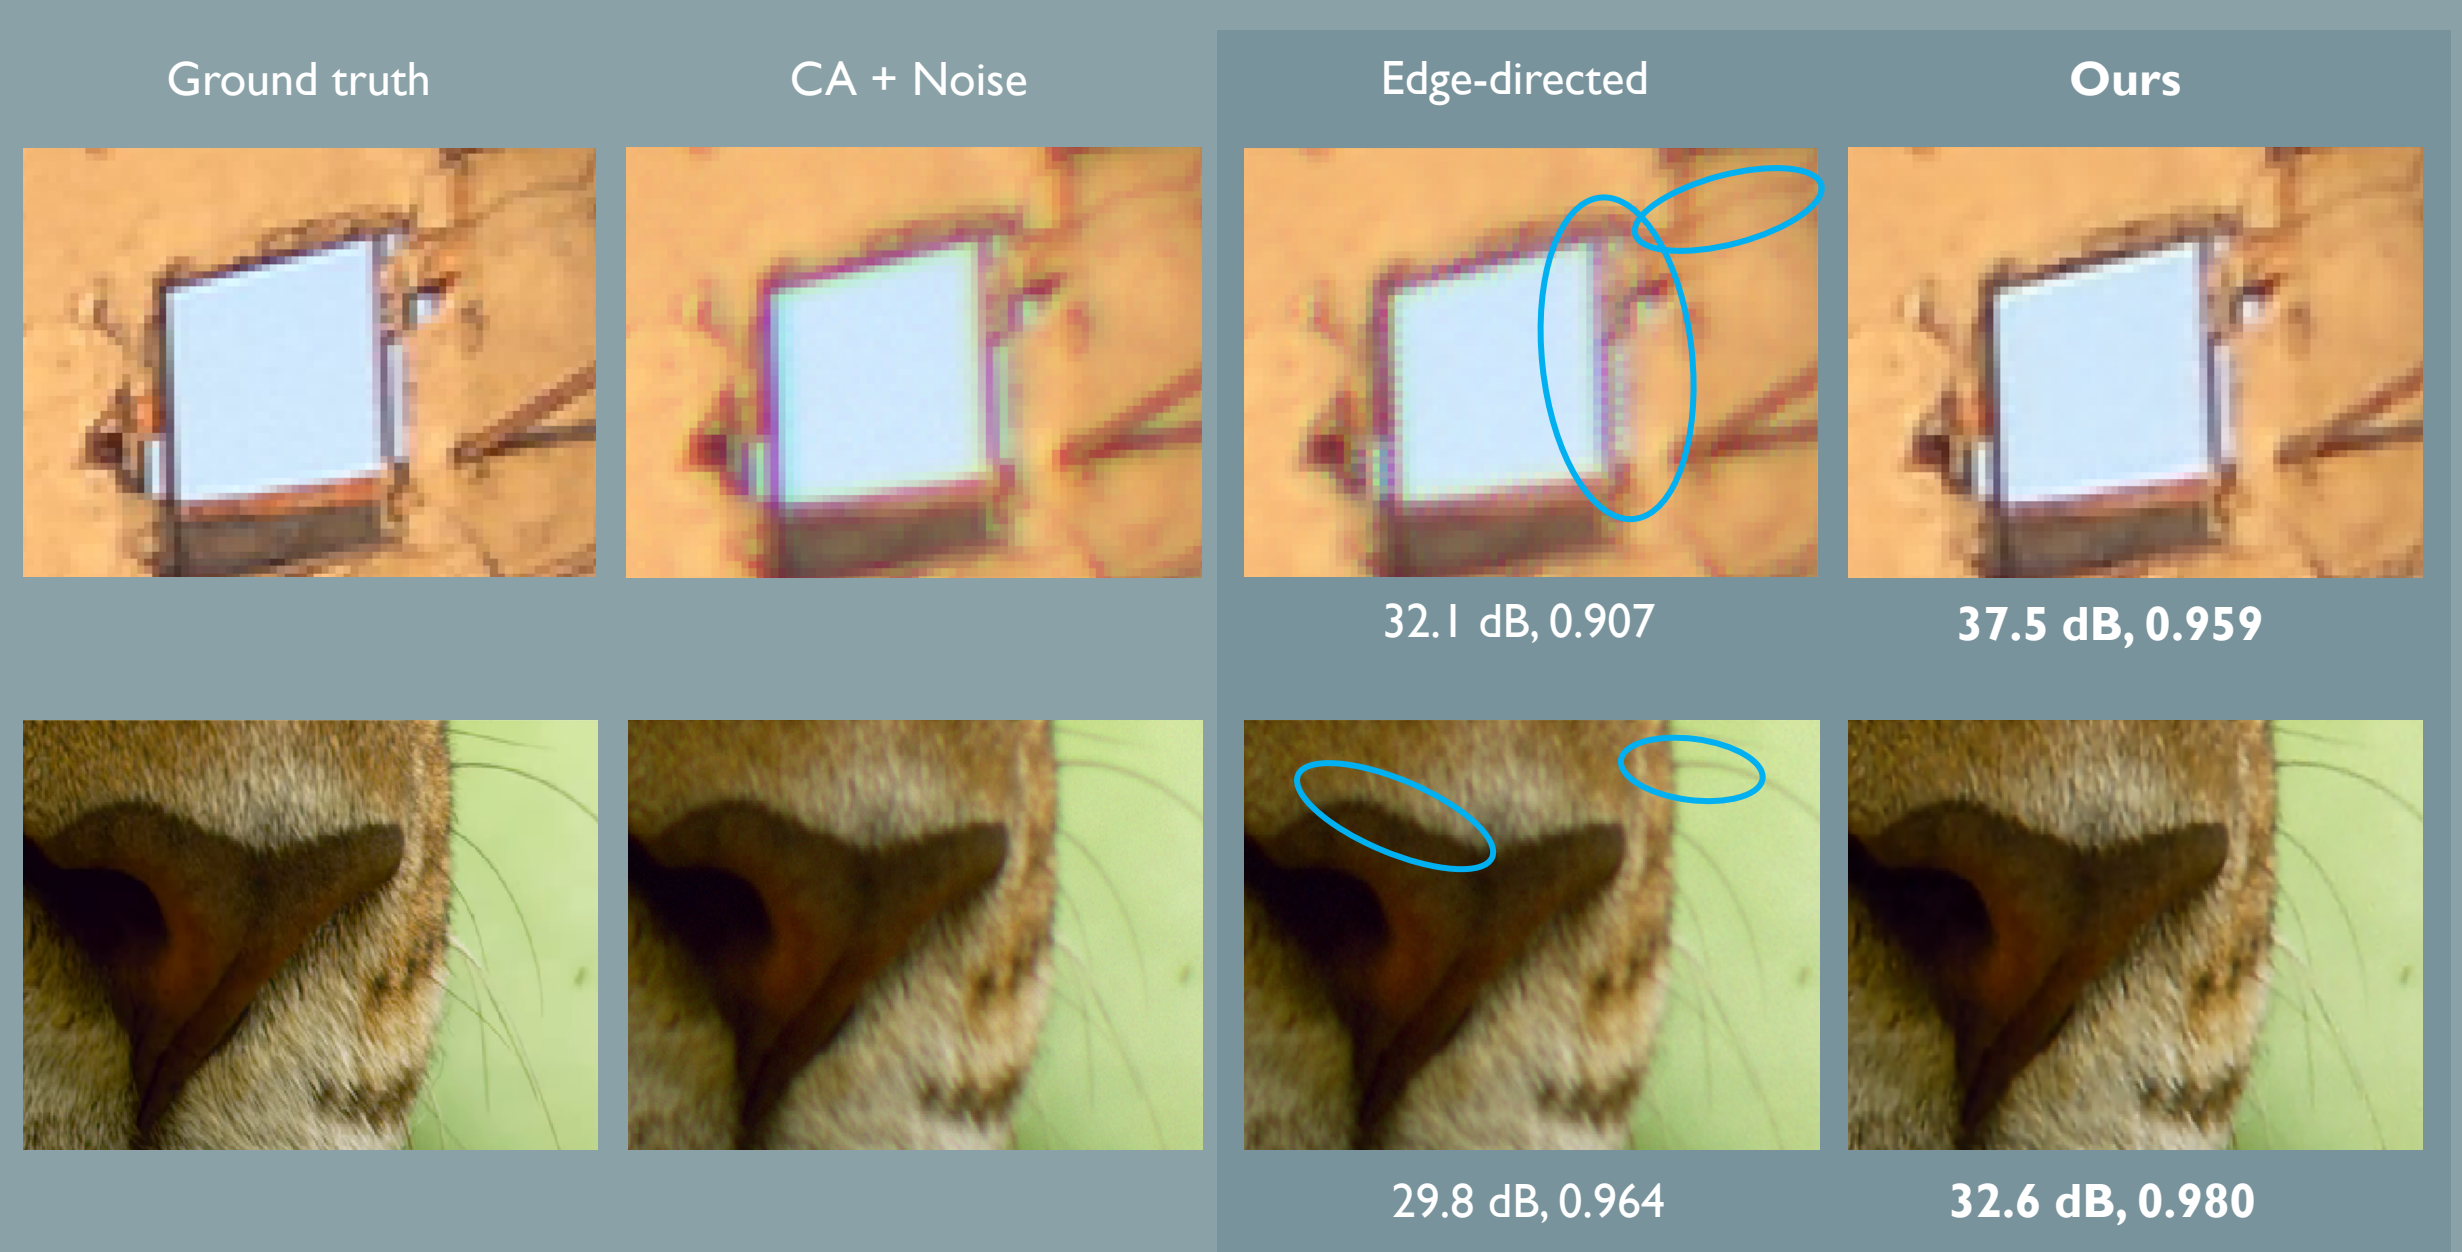 Ground truth
CA + Noise
Edge-directed
Ours
32.1 dB, 0.907
37.5 dB, 0.959
29.8 dB, 0.964
32.6 dB, 0.980